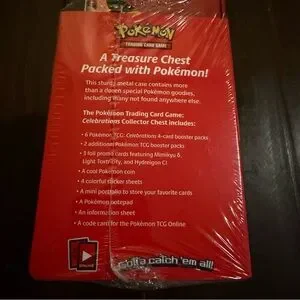 Pokémon
TRADING CARD GAME
A Treasure Chest
Packed with Pokémon!
This sturdy metal case contains more
than a dozen special Pokémon goodies,
including many not found anywhere else.
The Pokémon Trading Card Game:
Celebrations Collector Chest includes:
• 6 Pokémon TCG: Celebrations 4-card booster packs
• 2 additional Pokémon TCG booster packs
• 3 foil promo cards featuring
Light and Hydreigon C
• A cool Pokémon coin
• 4 colorful sticker sheets
• A mini portfolio to store your favorite cards
• A Pokémon notepad
• An information sheet
• A code card for the Pokémon TCG Online
Gotta catch 'em all!